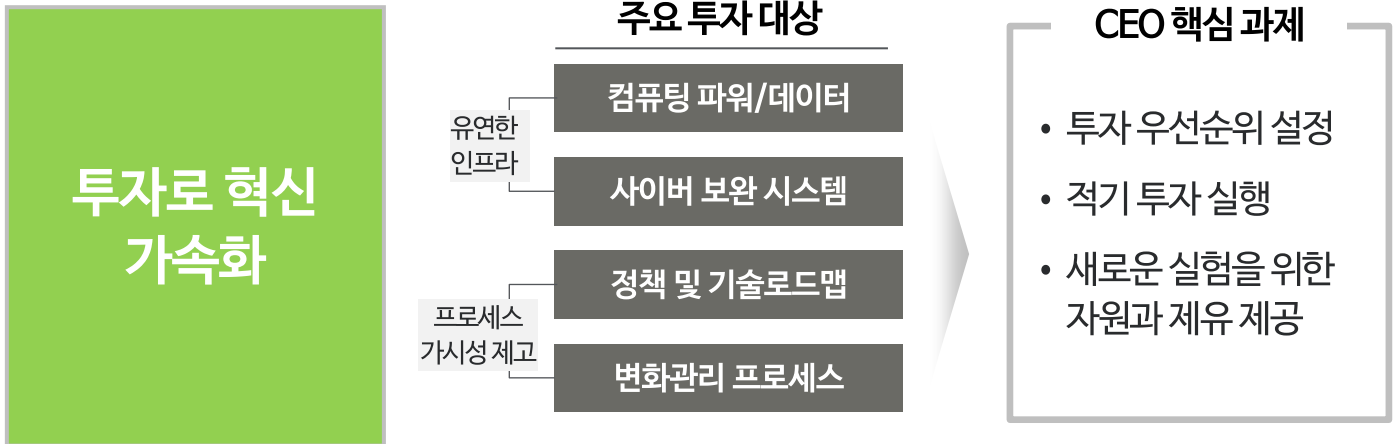 투자로 혁신
가속화
주요 투자 대상
유연한
인프라
컴퓨팅 파워/데이터
사이버 보완 시스템
프로세스
가시성 제고
정책 및 기술로드맵
변화관리 프로세스
CEO 핵심 과제
• 투자 우선순위 설정
• 적기 투자 실행
• 새로운 실험을 위한
자원과 제유 제공